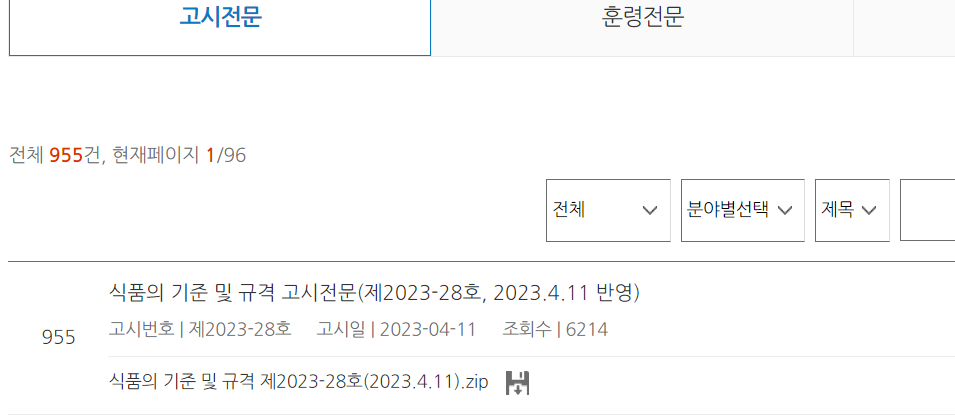 고시전문 훈령전문
전체 955건, 현재페이지 1/96
전체 분야별선택 제목
식품의 기준 및 규격 고시전문(제2023-28호, 2023.4.11 반영)
955
고시번호 | 제2023-28호 고시일 | 2023-04-11 조회수 | 6214
식품의 기준 및 규격 제2023-28호(2023.4.11).zip